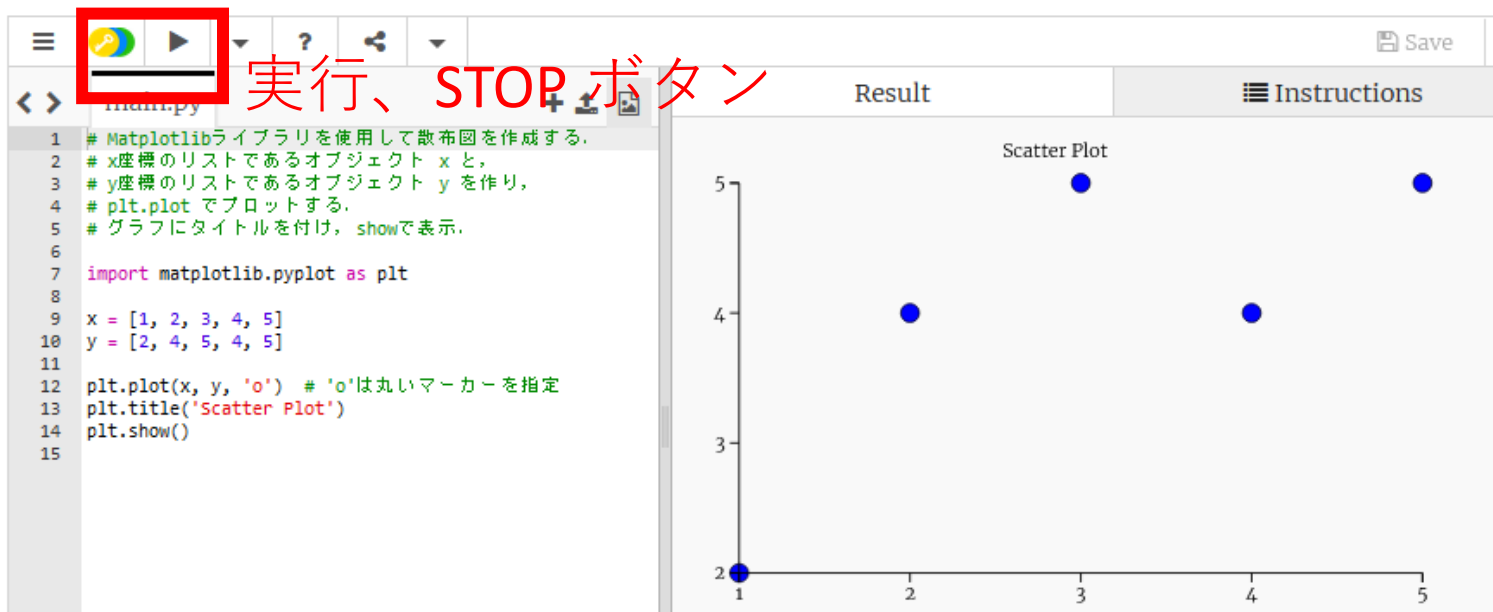 ?
Save
実行、STOP ボタン
main.py
Result
Instructions
1 # Matplotlibライブラリを使用して散布図を作成する.
2 # x座標のリストであるオブジェクト x と,
3 # y座標のリストであるオブジェクト y を作り,
4 # plt.plot でプロットする.
5 # グラフにタイトルを付け, showで表示.
6
7 import matplotlib.pyplot as plt
8
9 x = [1, 2, 3, 4, 5]
10 y = [2, 4, 5, 4, 5]
11
12 plt.plot(x, y, 'o')  # 'o'は丸いマーカーを指定
13 plt.title('Scatter Plot')
14 plt.show()
15
Scatter Plot
5
4
3
2
1 2 3 4 5